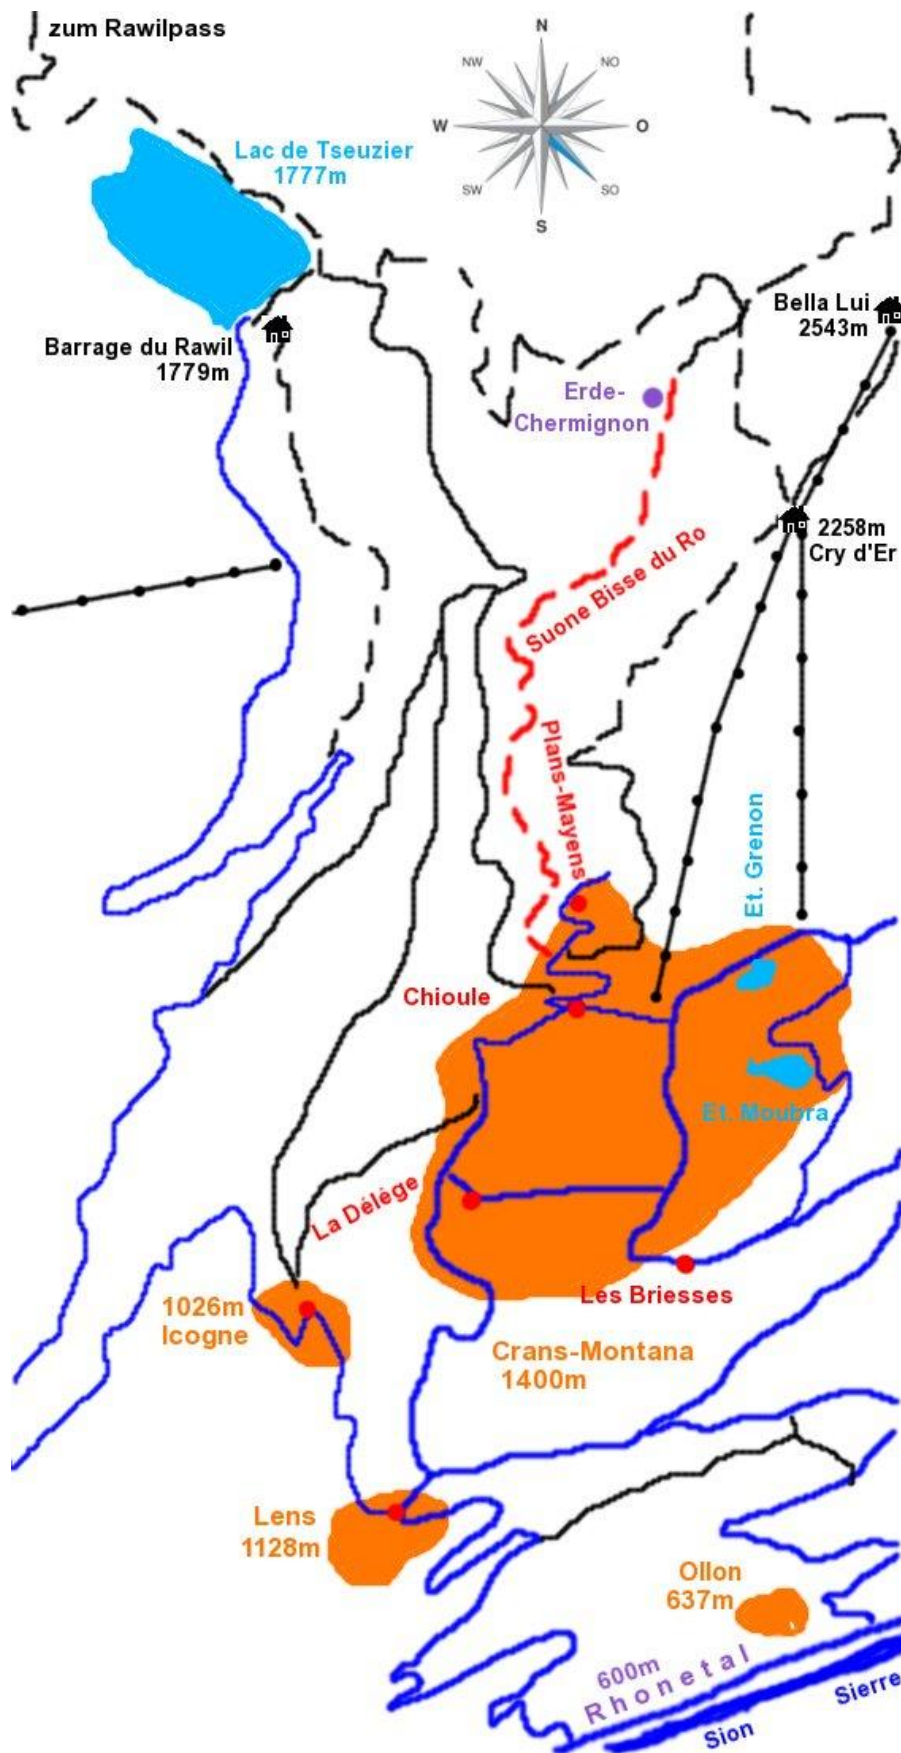 zum Rawilpass
N
NW
NO
W
O
SW
SO
S
Lac de Tseuzier
1777m
Bella Lui
2543m
Barrage du Rawil
1779m
Erde-
Chermignon
2258m
Cry d'Er
Suone Bisse du Ro
Plans-Mayens
Et. Grenon
Chioule
Et. Moubra
La Délège
1026m
Icogne
Les Briesses
Crans-Montana
1400m
Lens
1128m
Ollon
637m
600m
Rhonetal
Sierre
Sion